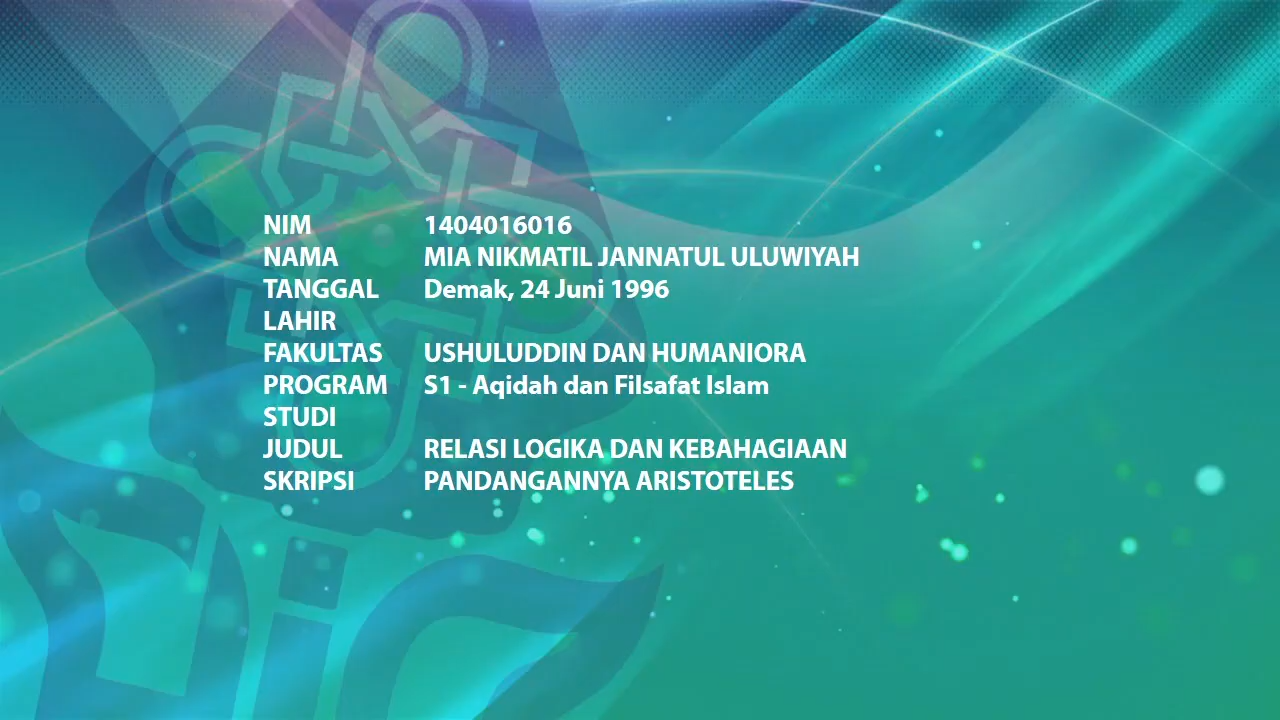 NIM 1404016016
NAMA MIA NIKMATIL JANNATUL ULUWIYAH
TANGGAL Demak, 24 Juni 1996
LAHIR
FAKULTAS USHULUDDIN DAN HUMANIORA
PROGRAM S1 - Aqidah dan Filsafat Islam
STUDI
JUDUL RELASI LOGIKA DAN KEBAHAGIAAN
SKRIPSI PANDANGANNYA ARISTOTELES